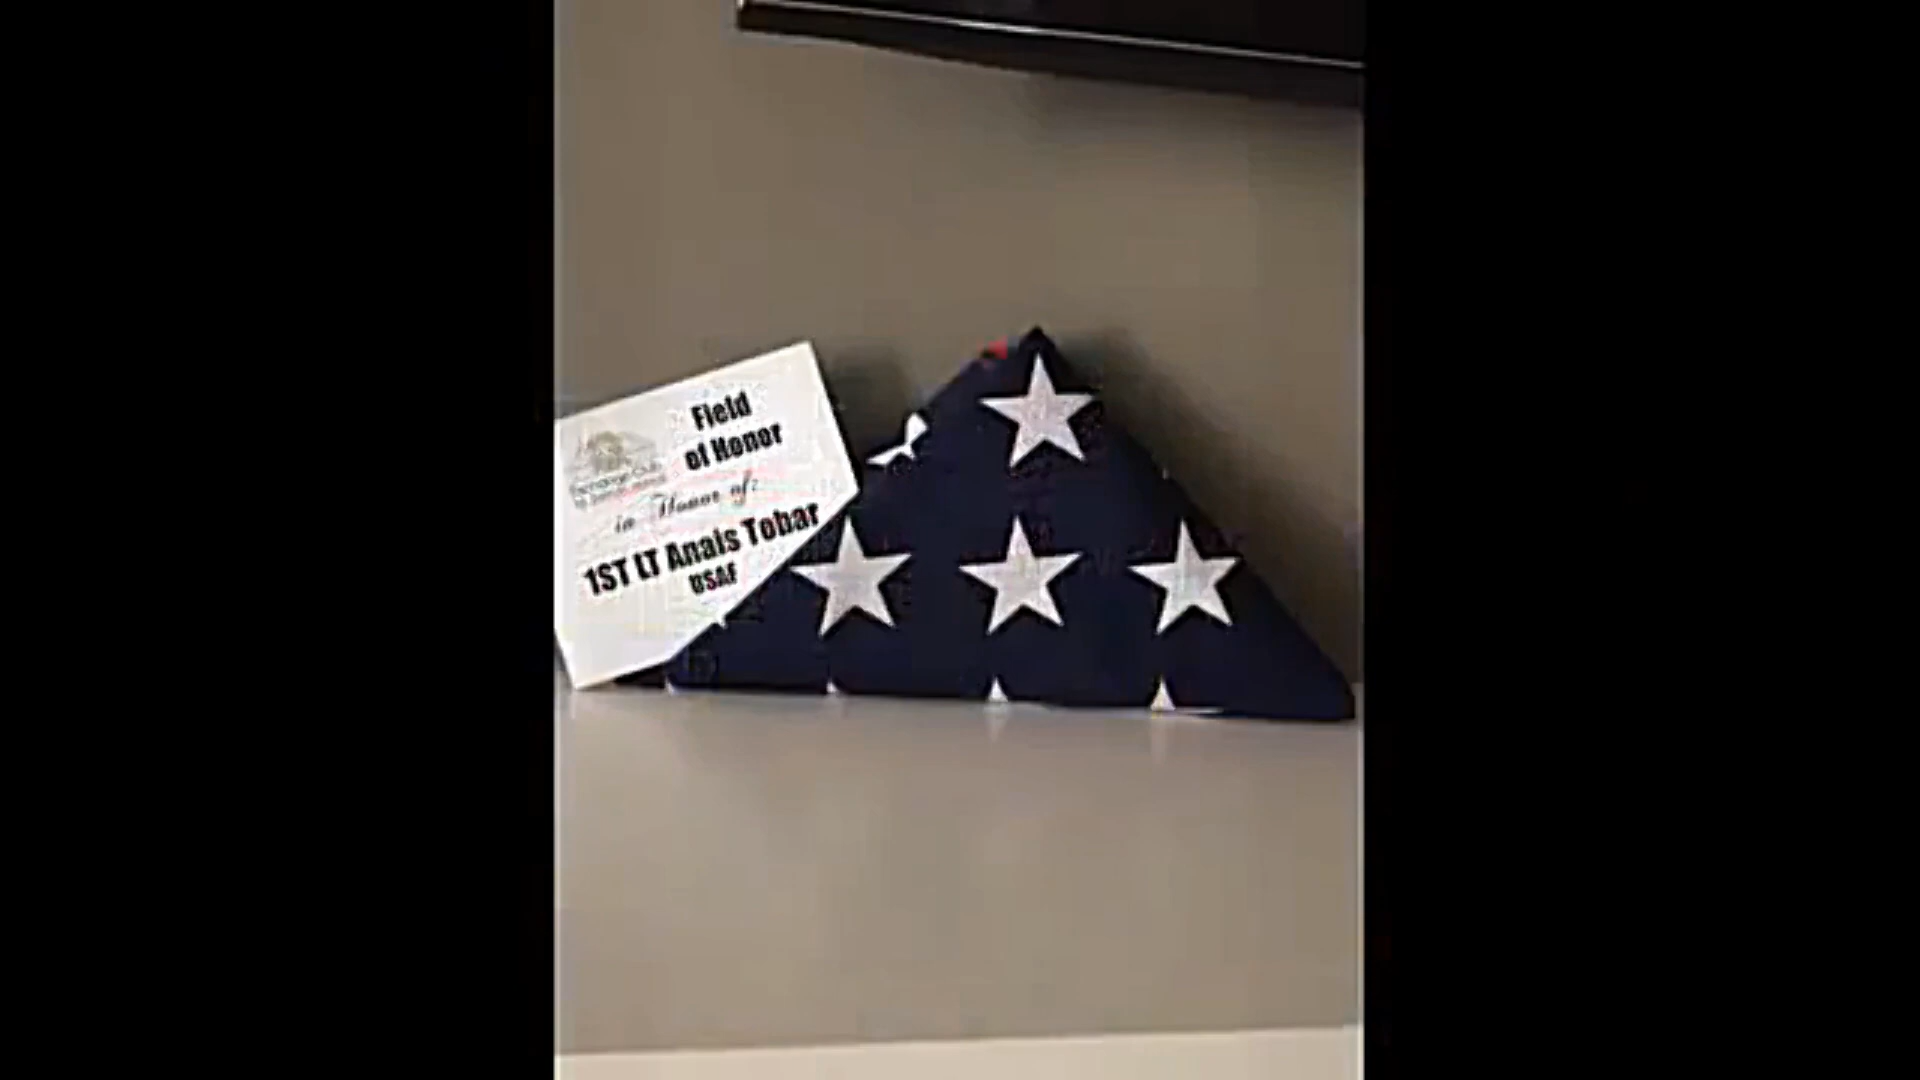 Field
of Honor
in Honor of:
1ST LT Anais Tobar
USAF